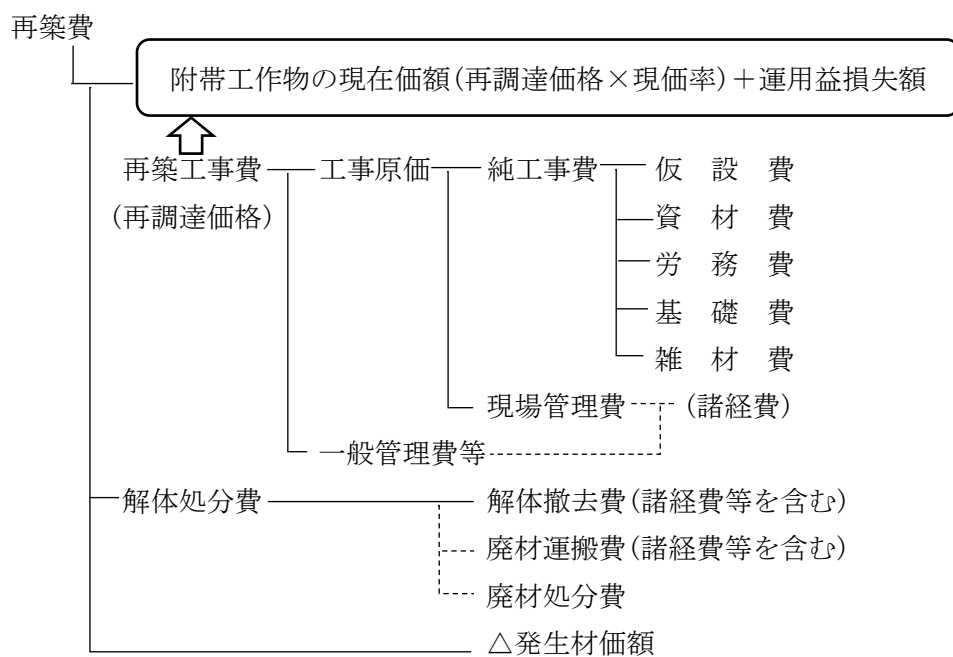 再築費
附帯工作物の現在価額(再調達価格×現価率)＋運用益損失額
再築工事費 工事原価 純工事費 仮　設　費
(再調達価格) 資　材　費
労　務　費
基　礎　費
雑　材　費
現場管理費 (諸経費)
一般管理費等
解体処分費 解体撤去費(諸経費等を含む)
廃材運搬費(諸経費等を含む)
廃材処分費
△発生材価額